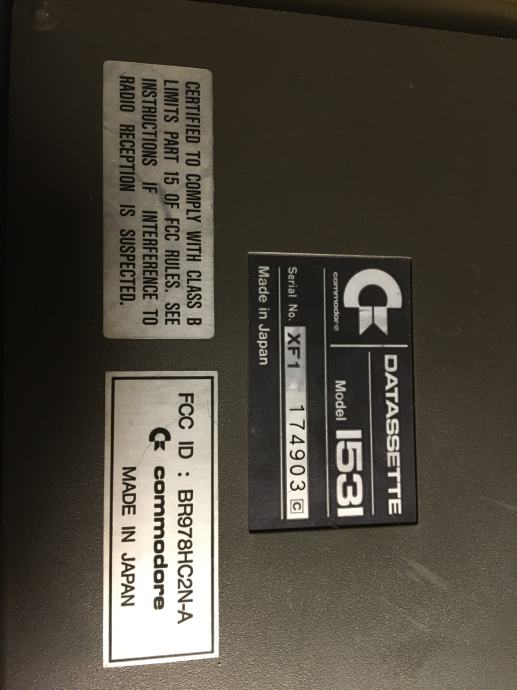 DATASSETTE
commodore
Model 1531
Serial No. XF1 174903 C
Made in Japan
CERTIFIED TO COMPLY WITH CLASS B
LIMITS PART 15 OF FCC RULES. SEE
INSTRUCTIONS IF INTERFERENCE TO
RADIO RECEPTION IS SUSPECTED.
FCC ID : BR978HC2N-A
commodore
MADE IN JAPAN